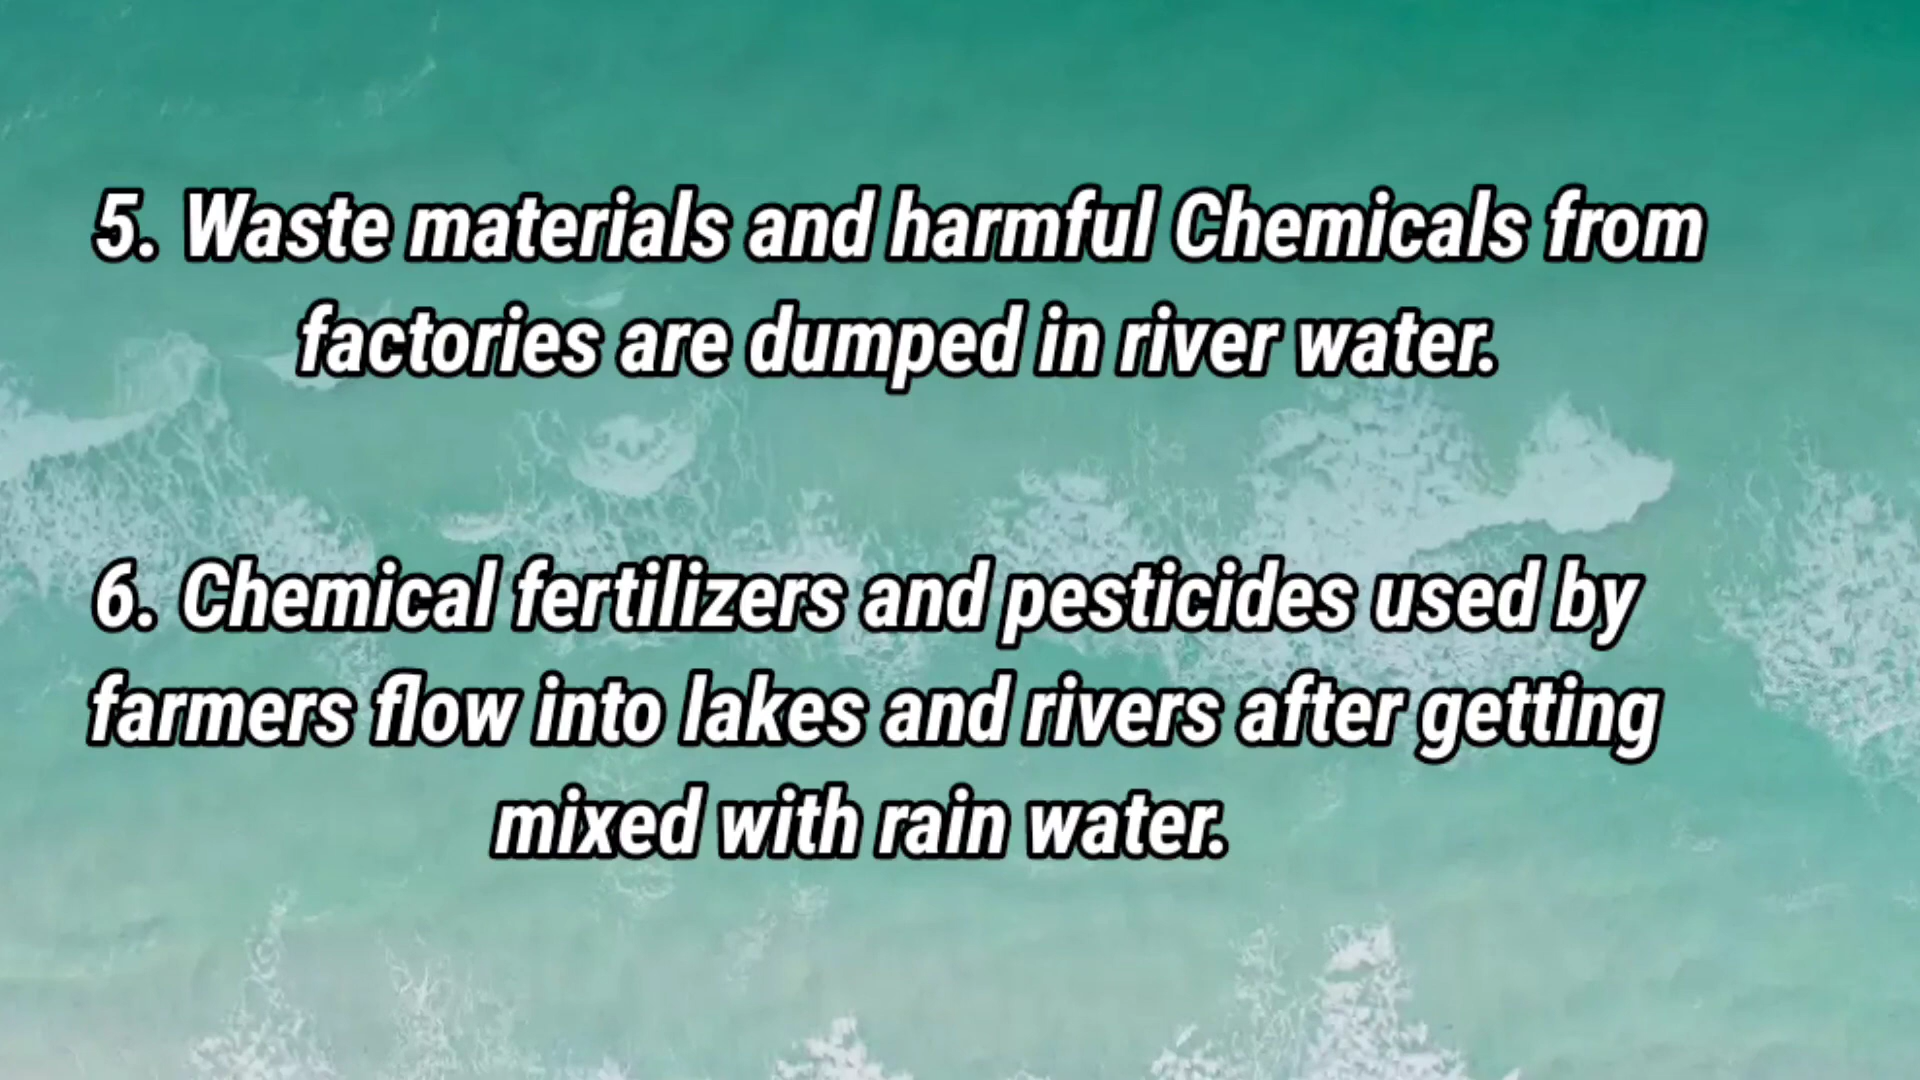 5. Waste materials and harmful Chemicals from
factories are dumped in river water.
6. Chemical fertilizers and pesticides used by
farmers flow into lakes and rivers after getting
mixed with rain water.